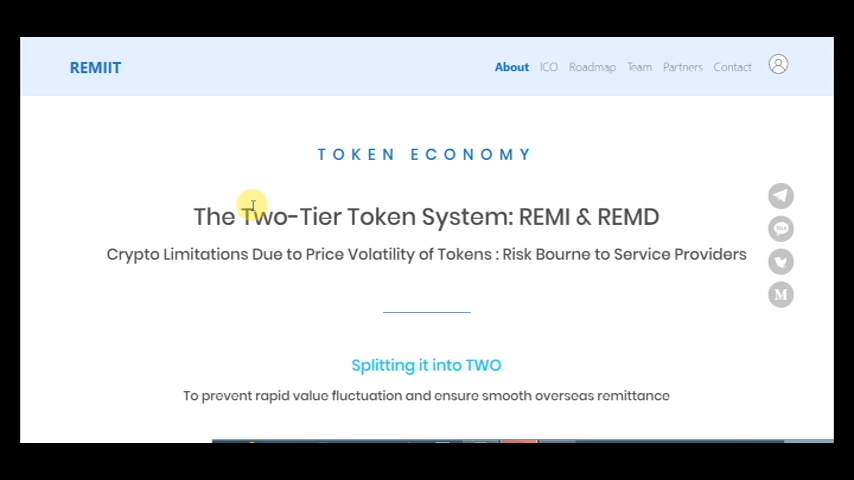 REMIIT
About ICO Roadmap Team Partners Contact
TOKEN ECONOMY
The Two-Tier Token System: REMI & REMD
Crypto Limitations Due to Price Volatility of Tokens : Risk Bourne to Service Providers
TALK
M
Splitting it into TWO
To prevent rapid value fluctuation and ensure smooth overseas remittance